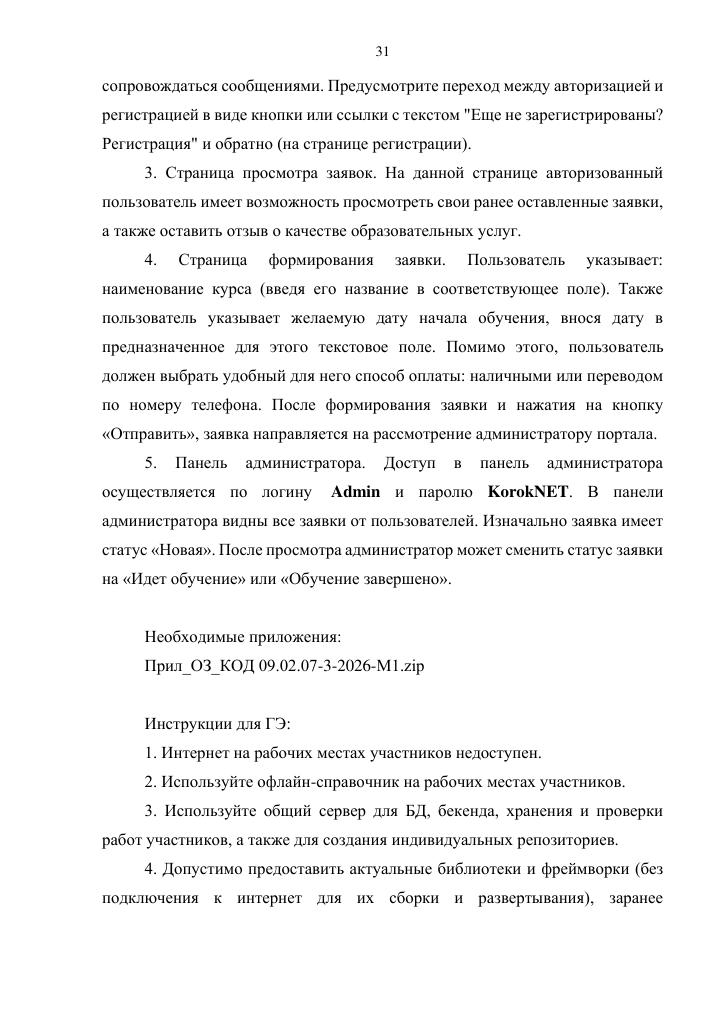 31
сопровождаться сообщениями. Предусмотрите переход между авторизацией и
регистрацией в виде кнопки или ссылки с текстом "Еще не зарегистрированы?
Регистрация" и обратно (на странице регистрации).
3. Страница просмотра заявок. На данной странице авторизованный
пользователь имеет возможность просмотреть свои ранее оставленные заявки,
а также оставить отзыв о качестве образовательных услуг.
4. Страница формирования заявки. Пользователь указывает:
наименование курса (введя его название в соответствующее поле). Также
пользователь указывает желаемую дату начала обучения, внося дату в
предназначенное для этого текстовое поле. Помимо этого, пользователь
должен выбрать удобный для него способ оплаты: наличными или переводом
по номеру телефона. После формирования заявки и нажатия на кнопку
«Отправить», заявка направляется на рассмотрение администратору портала.
5. Панель администратора. Доступ в панель администратора
осуществляется по логину Admin и паролю KorokNET. В панели
администратора видны все заявки от пользователей. Изначально заявка имеет
статус «Новая». После просмотра администратор может сменить статус заявки
на «Идет обучение» или «Обучение завершено».
Необходимые приложения:
Прил_ОЗ_КОД 09.02.07-3-2026-М1.zip
Инструкции для ГЭ:
1. Интернет на рабочих местах участников недоступен.
2. Используйте офлайн-справочник на рабочих местах участников.
3. Используйте общий сервер для БД, бекенда, хранения и проверки
работ участников, а также для создания индивидуальных репозиториев.
4. Допустимо предоставить актуальные библиотеки и фреймворки (без
подключения к интернет для их сборки и развертывания), заранее